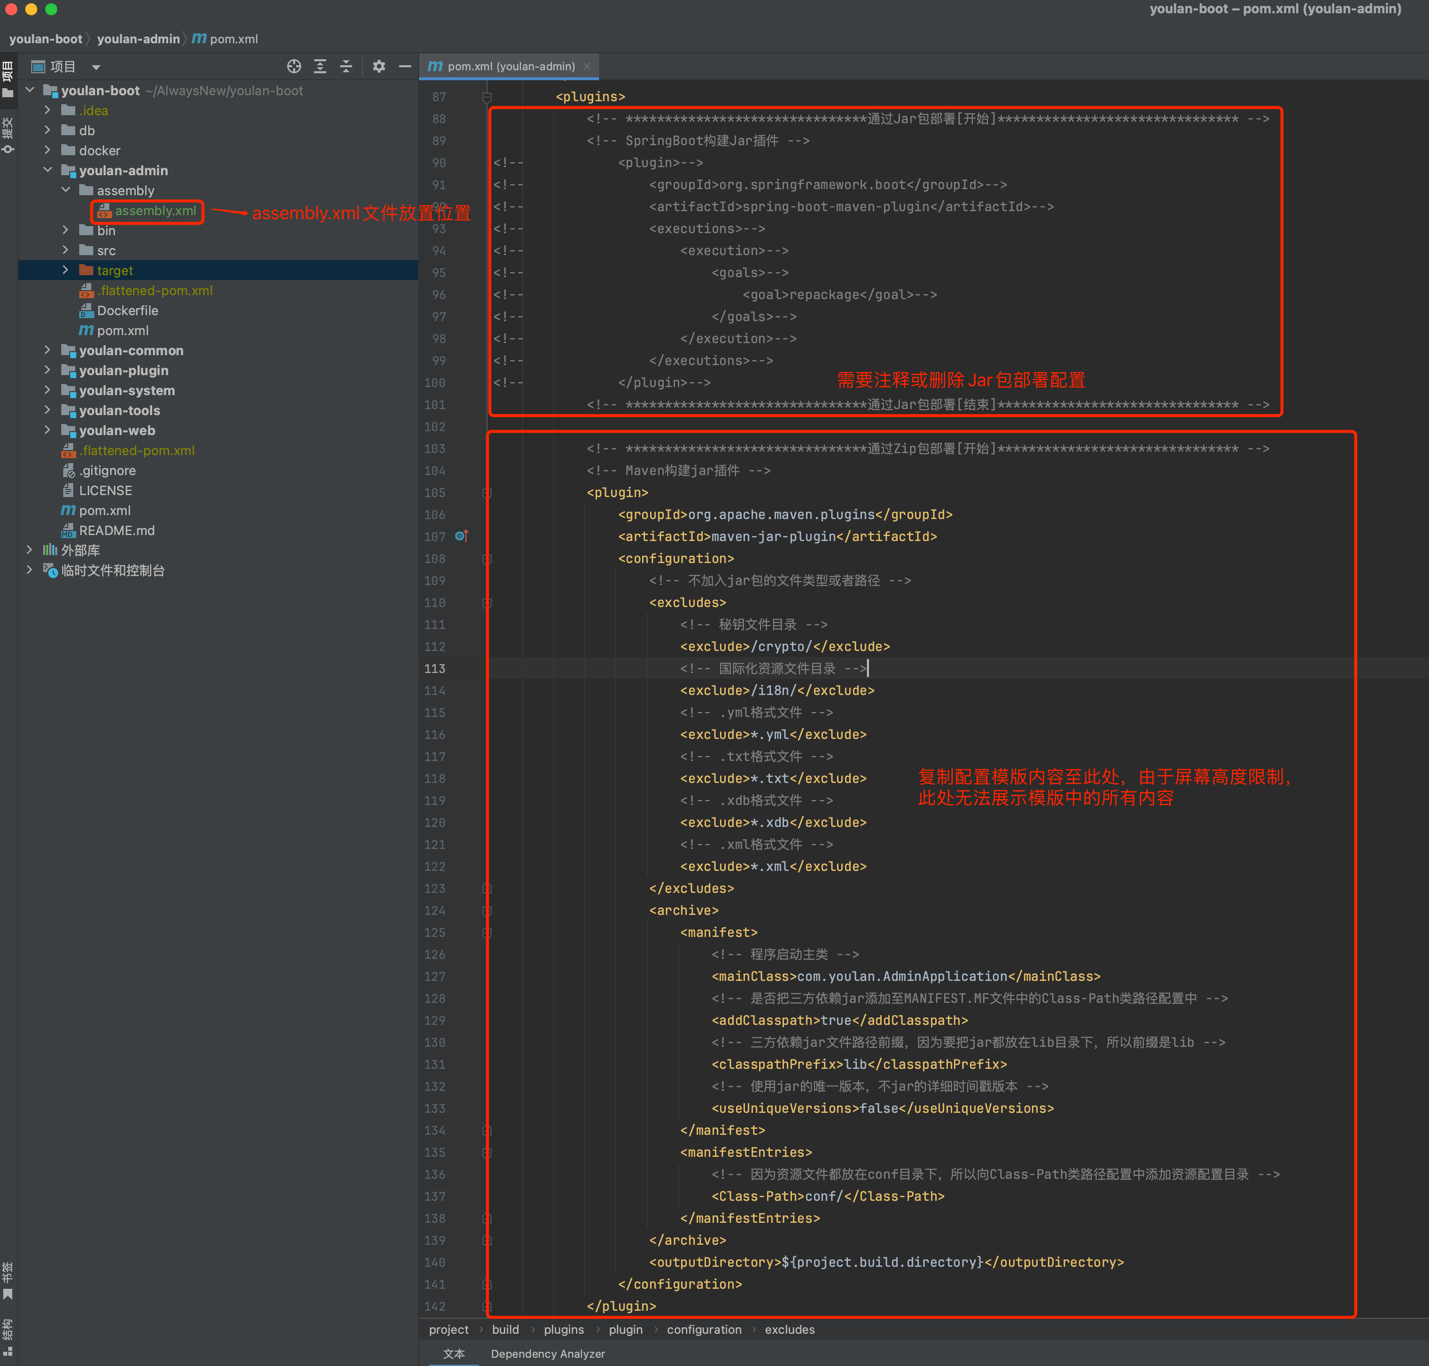 youlan-boot – pom.xml (youlan-admin)
youlan-boot 〉 youlan-admin 〉 m pom.xml
项目
pom.xml (youlan-admin)
项目
提交
书签
结构
youlan-boot ~/AlwaysNew/youlan-boot
.idea
db
docker
youlan-admin
assembly
assembly.xml
assembly.xml 文件放置位置
bin
src
target
.flattened-pom.xml
Dockerfile
pom.xml
youlan-common
youlan-plugin
youlan-system
youlan-tools
youlan-web
.flattened-pom.xml
.gitignore
LICENSE
pom.xml
README.md
外部库
临时文件和控制台
87 <plugins>
88 <!-- *******************************通过Jar包部署[开始]******************************* -->
89 <!-- SpringBoot构建Jar插件 -->
90 <!-- <plugin>-->
91 <!-- <groupId>org.springframework.boot</groupId>-->
92 <!-- <artifactId>spring-boot-maven-plugin</artifactId>-->
93 <!-- <executions>-->
94 <!-- <execution>-->
95 <!-- <goals>-->
96 <!-- <goal>repackage</goal>-->
97 <!-- </goals>-->
98 <!-- </execution>-->
99 <!-- </executions>-->
100 <!-- </plugin>-->
需要注释或删除 Jar 包部署配置
101 <!-- *******************************通过Jar包部署[结束]******************************* -->
102
103 <!-- *******************************通过Zip包部署[开始]******************************* -->
104 <!-- Maven构建jar插件 -->
105 <plugin>
106 <groupId>org.apache.maven.plugins</groupId>
107 <artifactId>maven-jar-plugin</artifactId>
108 <configuration>
109 <!-- 不加入jar包的文件类型或者路径 -->
110 <excludes>
111 <!-- 秘钥文件目录 -->
112 <exclude>/crypto/</exclude>
113 <!-- 国际化资源文件目录 -->
114 <exclude>/i18n/</exclude>
115 <!-- .yml格式文件 -->
116 <exclude>*.yml</exclude>
117 <!-- .txt格式文件 -->
118 <exclude>*.txt</exclude>
复制配置模版内容至此处，由于屏幕高度限制，
此处无法展示模版中的所有内容
119 <!-- .xdb格式文件 -->
120 <exclude>*.xdb</exclude>
121 <!-- .xml格式文件 -->
122 <exclude>*.xml</exclude>
123 </excludes>
124 <archive>
125 <manifest>
126 <!-- 程序启动主类 -->
127 <mainClass>com.youlan.AdminApplication</mainClass>
128 <!-- 是否把三方依赖jar添加至MANIFEST.MF文件中的Class-Path类路径配置中 -->
129 <addClasspath>true</addClasspath>
130 <!-- 三方依赖jar文件路径前缀，因为要把jar都放在lib目录下，所以前缀是lib -->
131 <classpathPrefix>lib</classpathPrefix>
132 <!-- 使用jar的唯一版本，不jar的详细时间戳版本 -->
133 <useUniqueVersions>false</useUniqueVersions>
134 </manifest>
135 <manifestEntries>
136 <!-- 因为资源文件都放在conf目录下，所以向Class-Path类路径配置中添加资源配置目录 -->
137 <Class-Path>conf/</Class-Path>
138 </manifestEntries>
139 </archive>
140 <outputDirectory>${project.build.directory}</outputDirectory>
141 </configuration>
142 </plugin>
project › build › plugins › plugin › configuration › excludes
文本 Dependency Analyzer